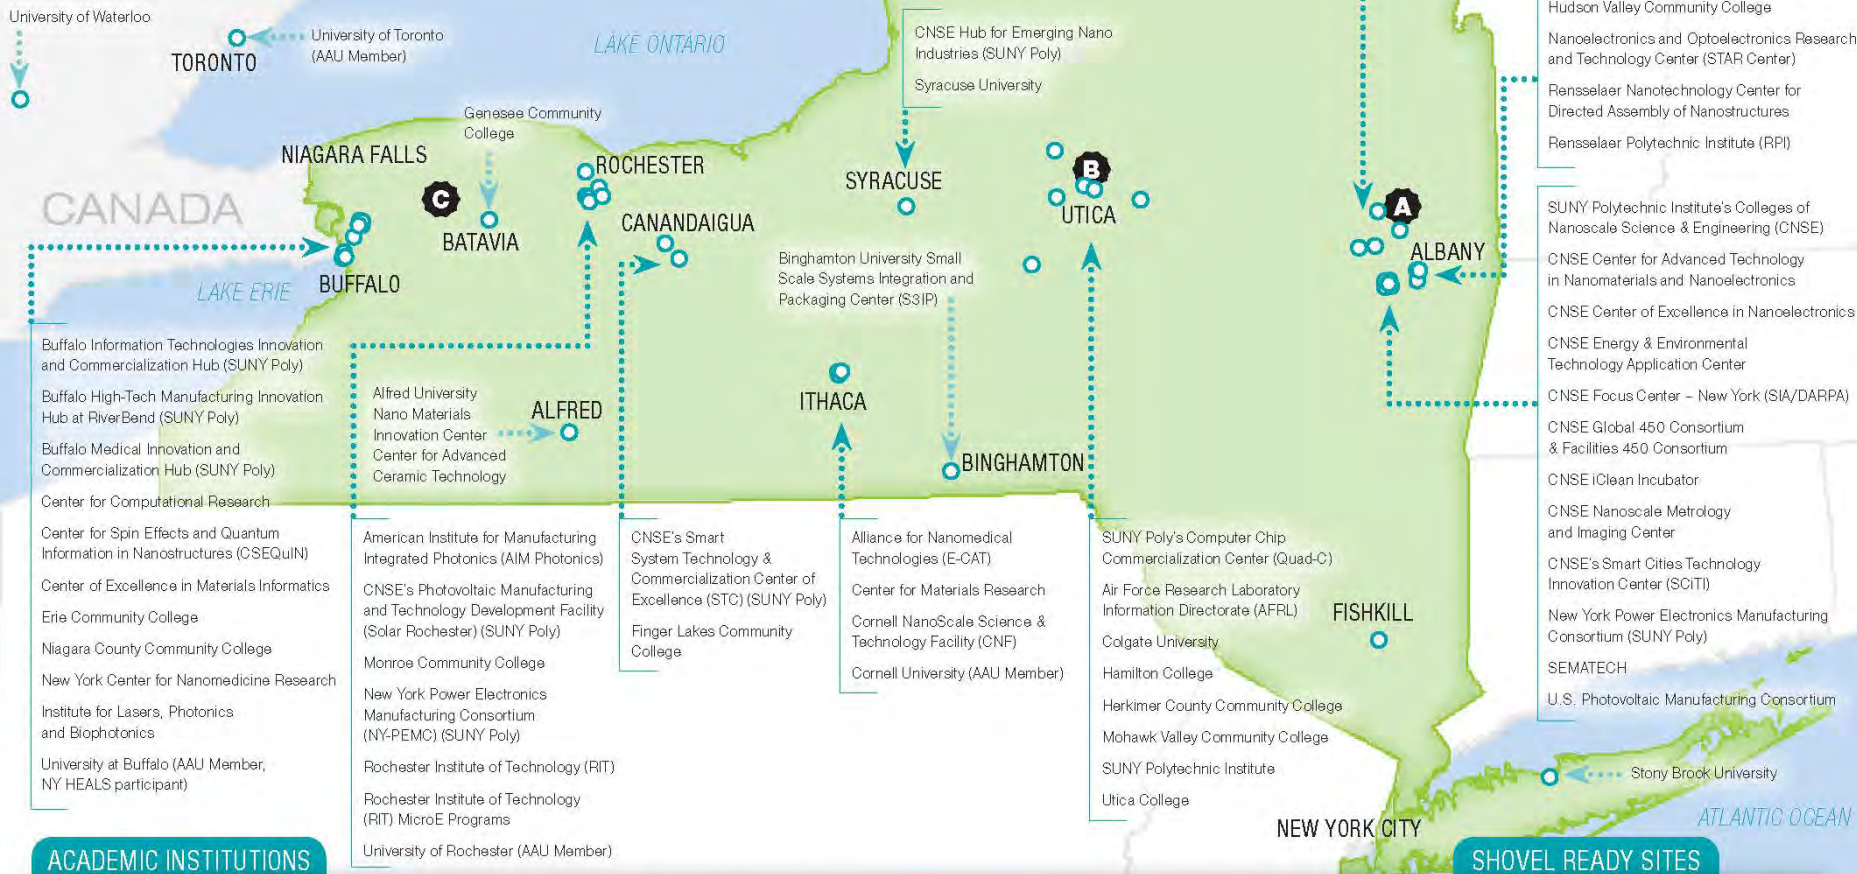 University of Waterloo
TORONTO
University of Toronto
(AAU Member)
LAKE ONTARIO
CNSE Hub for Emerging Nano
Industries (SUNY Poly)
Syracuse University
Hudson Valley Community College
Nanoelectronics and Optoelectronics Research
and Technology Center (STAR Center)
Rensselaer Nanotechnology Center for
Directed Assembly of Nanostructures
Rensselaer Polytechnic Institute (RPI)
Genesee Community
College
NIAGARA FALLS
ROCHESTER
SYRACUSE
B
UTICA
C
BATAVIA
CANANDAIGUA
CANADA
A
ALBANY
BUFFALO
LAKE ERIE
Binghamton University Small
Scale Systems Integration and
Packaging Center (S3IP)
SUNY Polytechnic Institute's Colleges of
Nanoscale Science & Engineering (CNSE)
CNSE Center for Advanced Technology
in Nanomaterials and Nanoelectronics
CNSE Center of Excellence in Nanoelectronics
CNSE Energy & Environmental
Technology Application Center
CNSE Focus Center – New York (SIA/DARPA)
CNSE Global 450 Consortium
& Facilities 450 Consortium
CNSE iClean Incubator
CNSE Nanoscale Metrology
and Imaging Center
CNSE's Smart Cities Technology
Innovation Center (SCiTI)
New York Power Electronics Manufacturing
Consortium (SUNY Poly)
SEMATECH
U.S. Photovoltaic Manufacturing Consortium
Buffalo Information Technologies Innovation
and Commercialization Hub (SUNY Poly)
Buffalo High-Tech Manufacturing Innovation
Hub at RiverBend (SUNY Poly)
Buffalo Medical Innovation and
Commercialization Hub (SUNY Poly)
Center for Computational Research
Center for Spin Effects and Quantum
Information in Nanostructures (CSEQuIN)
Center of Excellence in Materials Informatics
Erie Community College
Niagara County Community College
New York Center for Nanomedicine Research
Institute for Lasers, Photonics
and Biophotonics
University at Buffalo (AAU Member,
NY HEALS participant)
Alfred University
Nano Materials
Innovation Center
Center for Advanced
Ceramic Technology
ALFRED
ITHACA
BINGHAMTON
American Institute for Manufacturing
Integrated Photonics (AIM Photonics)
CNSE's Photovoltaic Manufacturing
and Technology Development Facility
(Solar Rochester) (SUNY Poly)
Monroe Community College
New York Power Electronics
Manufacturing Consortium
(NY-PEMC) (SUNY Poly)
Rochester Institute of Technology (RIT)
Rochester Institute of Technology
(RIT) MicroE Programs
University of Rochester (AAU Member)
CNSE's Smart
System Technology &
Commercialization Center of
Excellence (STC) (SUNY Poly)
Finger Lakes Community
College
Alliance for Nanomedical
Technologies (E-CAT)
Center for Materials Research
Cornell NanoScale Science &
Technology Facility (CNF)
Cornell University (AAU Member)
SUNY Poly's Computer Chip
Commercialization Center (Quad-C)
Air Force Research Laboratory
Information Directorate (AFRL)
Colgate University
Hamilton College
Herkimer County Community College
Mohawk Valley Community College
SUNY Polytechnic Institute
Utica College
FISHKILL
Stony Brook University
ATLANTIC OCEAN
NEW YORK CITY
ACADEMIC INSTITUTIONS
SHOVEL READY SITES